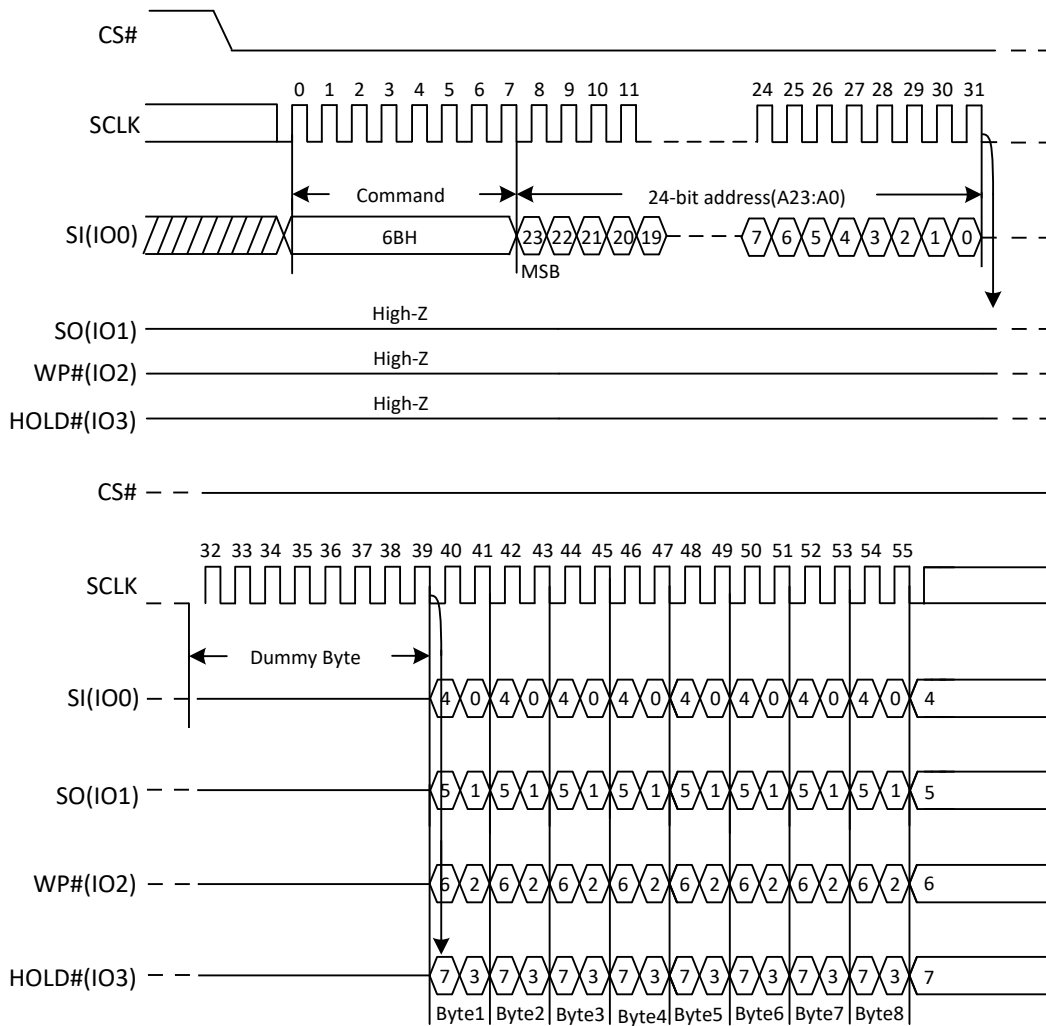 CS#
0 1 2 3 4 5 6 7 8 9 10 11 24 25 26 27 28 29 30 31
SCLK
Command 24-bit address(A23:A0)
SI(IO0) 6BH 23 22 21 20 19 7 6 5 4 3 2 1 0
MSB
High-Z
SO(IO1)
High-Z
WP#(IO2)
High-Z
HOLD#(IO3)
CS#
32 33 34 35 36 37 38 39 40 41 42 43 44 45 46 47 48 49 50 51 52 53 54 55
SCLK
Dummy Byte
SI(IO0) 4 0 4 0 4 0 4 0 4 0 4 0 4 0 4 0 4
SO(IO1) 5 1 5 1 5 1 5 1 5 1 5 1 5 1 5 1 5
WP#(IO2) 6 2 6 2 6 2 6 2 6 2 6 2 6 2 6 2 6
HOLD#(IO3) 7 3 7 3 7 3 7 3 7 3 7 3 7 3 7 3 7
Byte1 Byte2 Byte3 Byte4 Byte5 Byte6 Byte7 Byte8